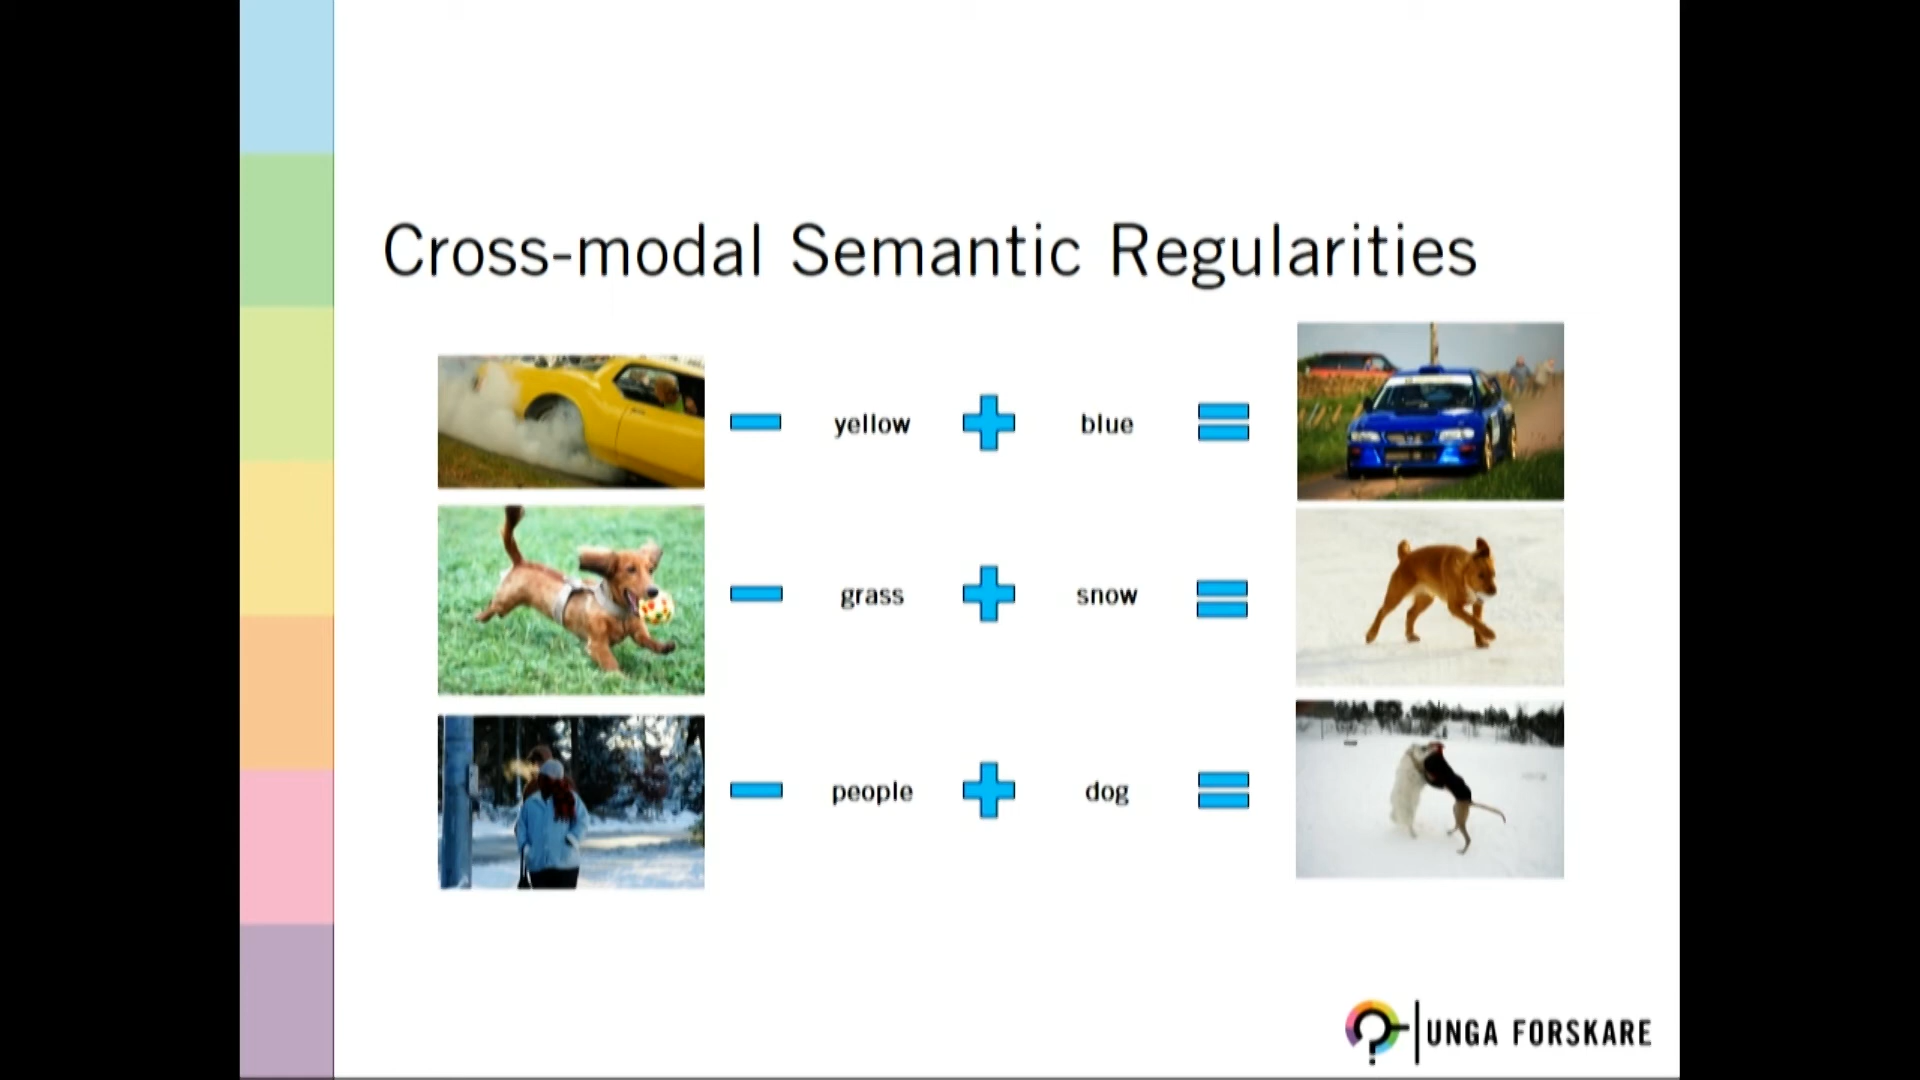 Cross-modal Semantic Regularities
yellow blue
grass snow
people dog
UNGA FORSKARE